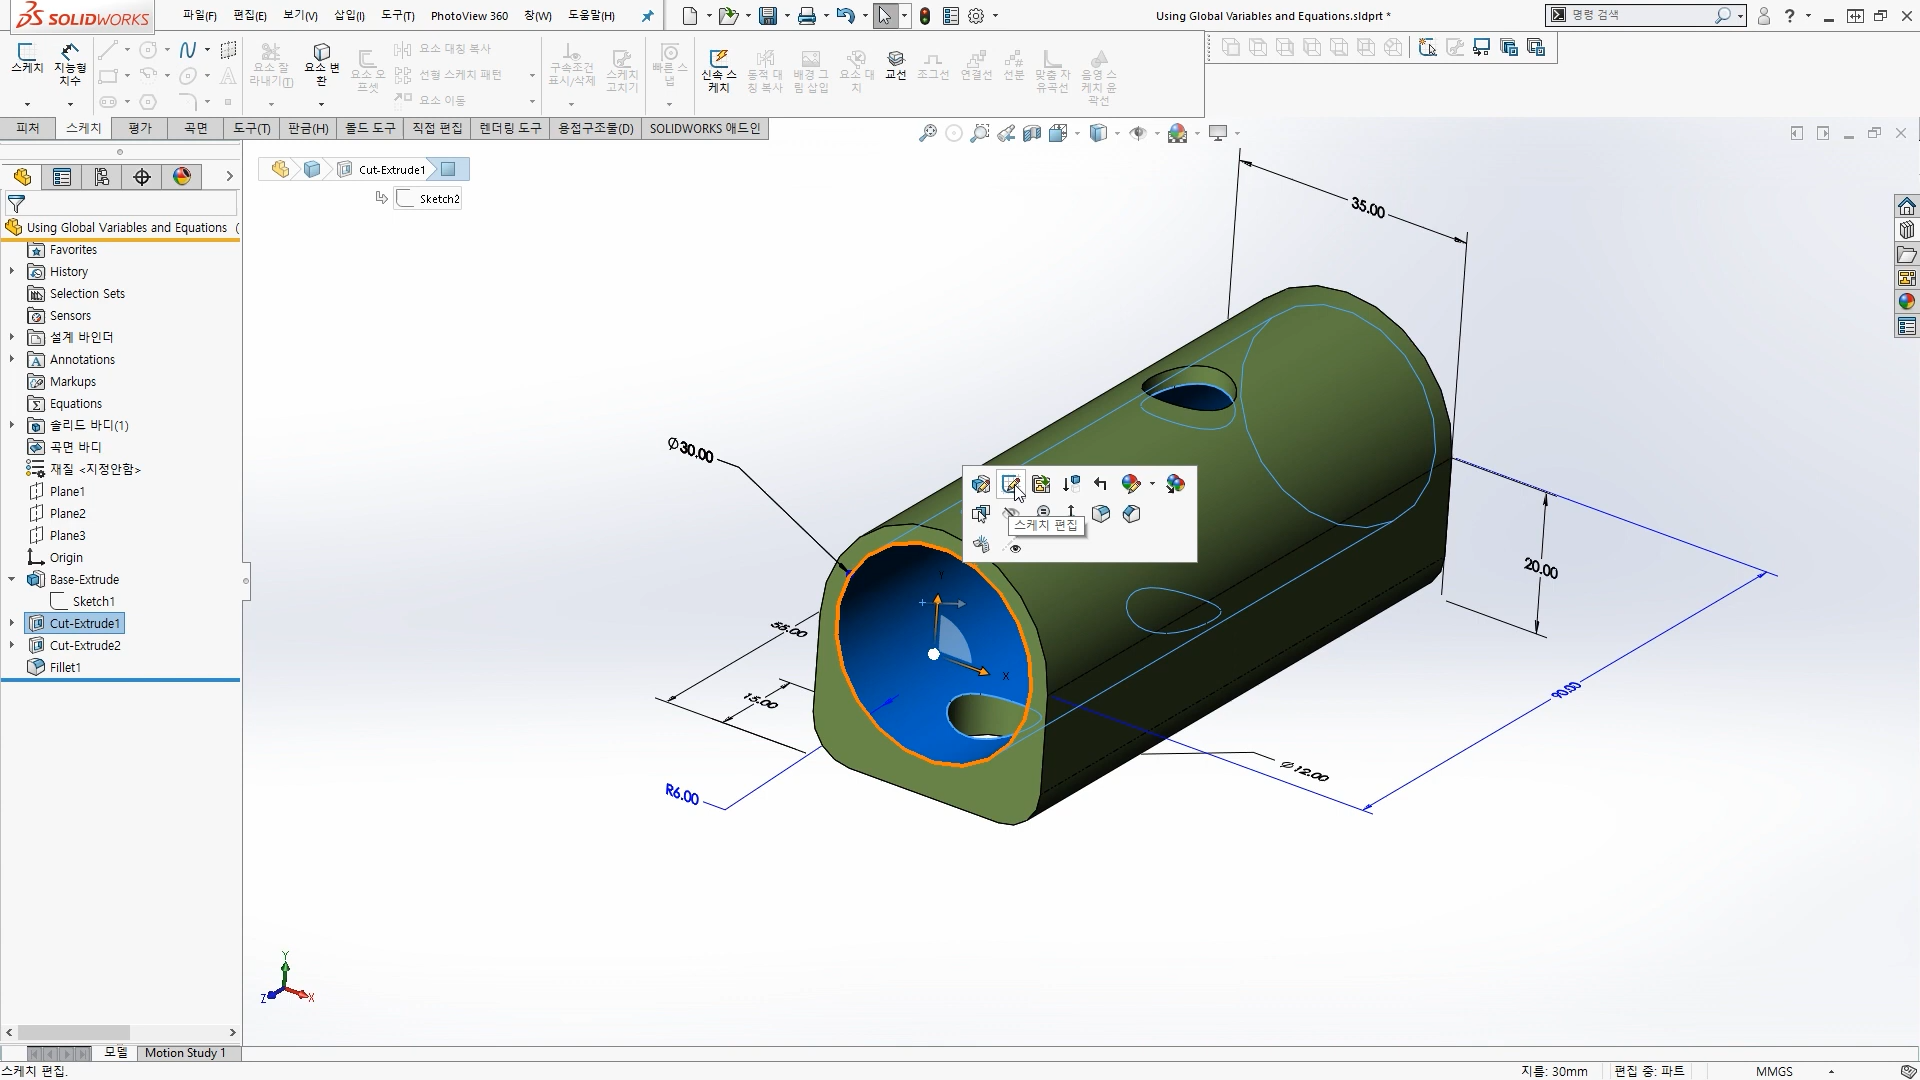 SOLIDWORKS
파일(F) 편집(E) 보기(V) 삽입(I) 도구(T) PhotoView 360 창(W) 도움말(H)
Using Global Variables and Equations.sldprt *
명령 검색
스케치
지능형 치수
요소 잘라내기(T)
요소 변환
요소 오프셋
요소 대칭 복사
선형 스케치 패턴
요소 이동
구속조건 표시/삭제
스케치 고치기
빠른 스냅
신속 스케치
동적 대칭 복사
배경 그림 삽입
요소 대치
교선
조그선
연결선
선분
맞춤 자유곡선
음영 스케치 윤곽선
피처 스케치 평가 곡면 도구(T) 판금(H) 몰드 도구 직접 편집 렌더링 도구 용접구조물(D) SOLIDWORKS 애드인
Cut-Extrude1
Sketch2
Using Global Variables and Equations (
Favorites
History
Selection Sets
Sensors
설계 바인더
Annotations
Markups
Equations
솔리드 바디(1)
곡면 바디
재질 <지정안함>
Plane1
Plane2
Plane3
Origin
Base-Extrude
Sketch1
Cut-Extrude1
Cut-Extrude2
Fillet1
35.00
Ø30.00
스케치 편집
20.00
Y
X
55.00
15.00
90.00
Ø12.00
R6.00
Y
Z
X
모델 Motion Study 1
스케치 편집.
지름: 30mm
편집 중: 파트
MMGS